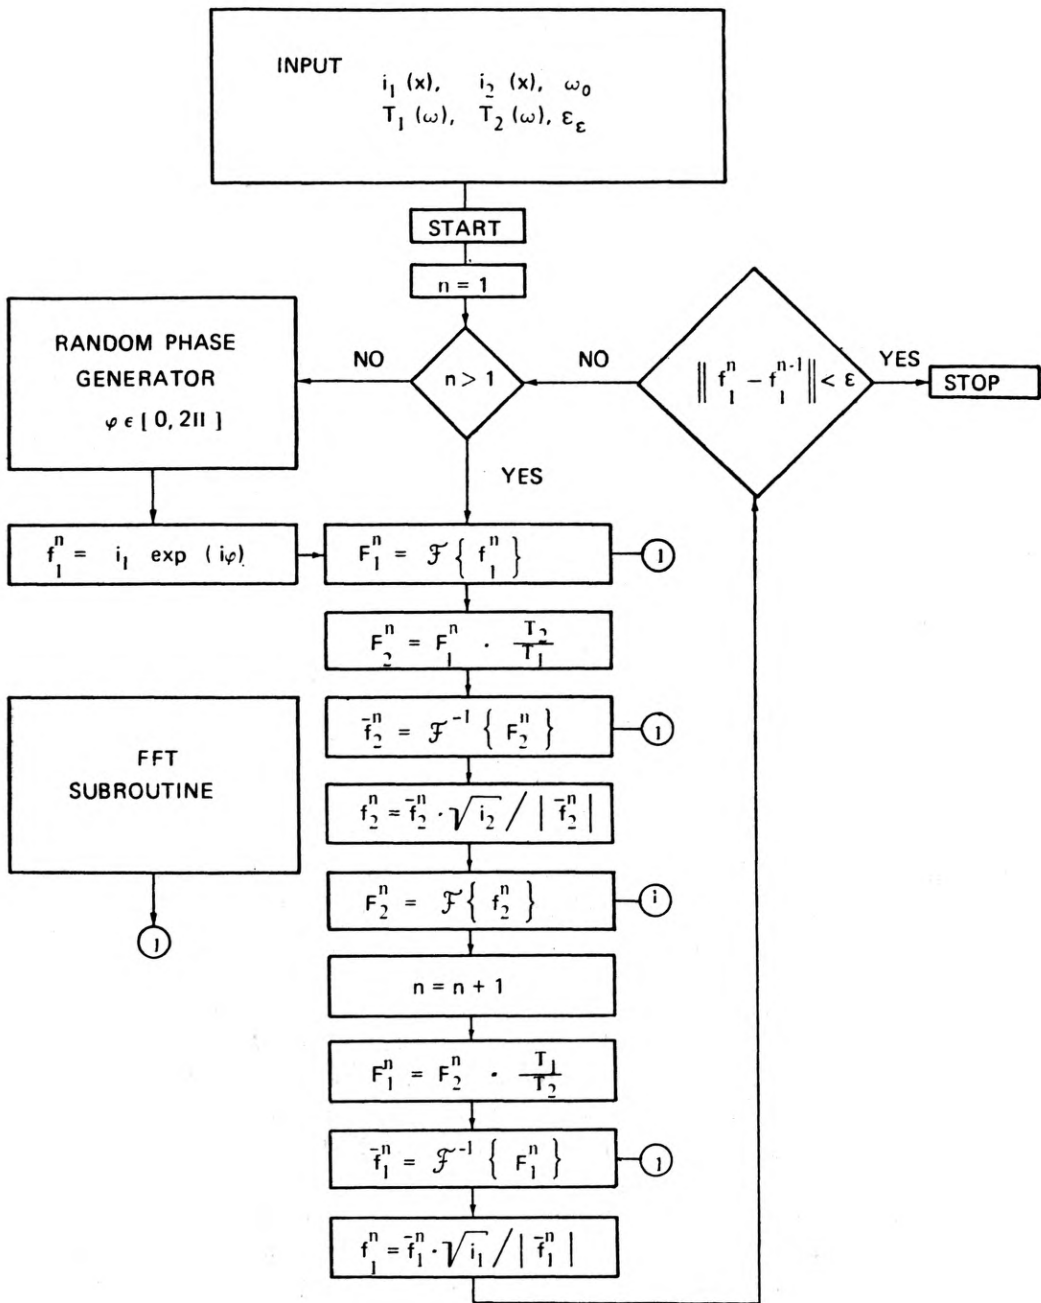 INPUT
i₁ (x), i₂ (x), ω₀
T₁ (ω), T₂ (ω), ε_ε
START
n = 1
n > 1
NO
NO
YES
‖ f₁ⁿ – f₁ⁿ⁻¹ ‖ < ε
YES
STOP
RANDOM PHASE
GENERATOR
φ ϵ [ 0, 2II ]
f₁ⁿ = i₁ exp (iφ)
F₁ⁿ = ℱ { f₁ⁿ }
1
F₂ⁿ = F₁ⁿ · T₂/T₁
f̄₂ⁿ = ℱ⁻¹ { F₂ⁿ }
1
FFT
SUBROUTINE
1
f₂ⁿ = f̄₂ⁿ · √i₂ / | f̄₂ⁿ |
F₂ⁿ = ℱ { f₂ⁿ }
i
n = n + 1
F₁ⁿ = F₂ⁿ · T₁/T₂
f̄₁ⁿ = ℱ⁻¹ { F₁ⁿ }
1
f₁ⁿ = f̄₁ⁿ · √i₁ / | f̄₁ⁿ |